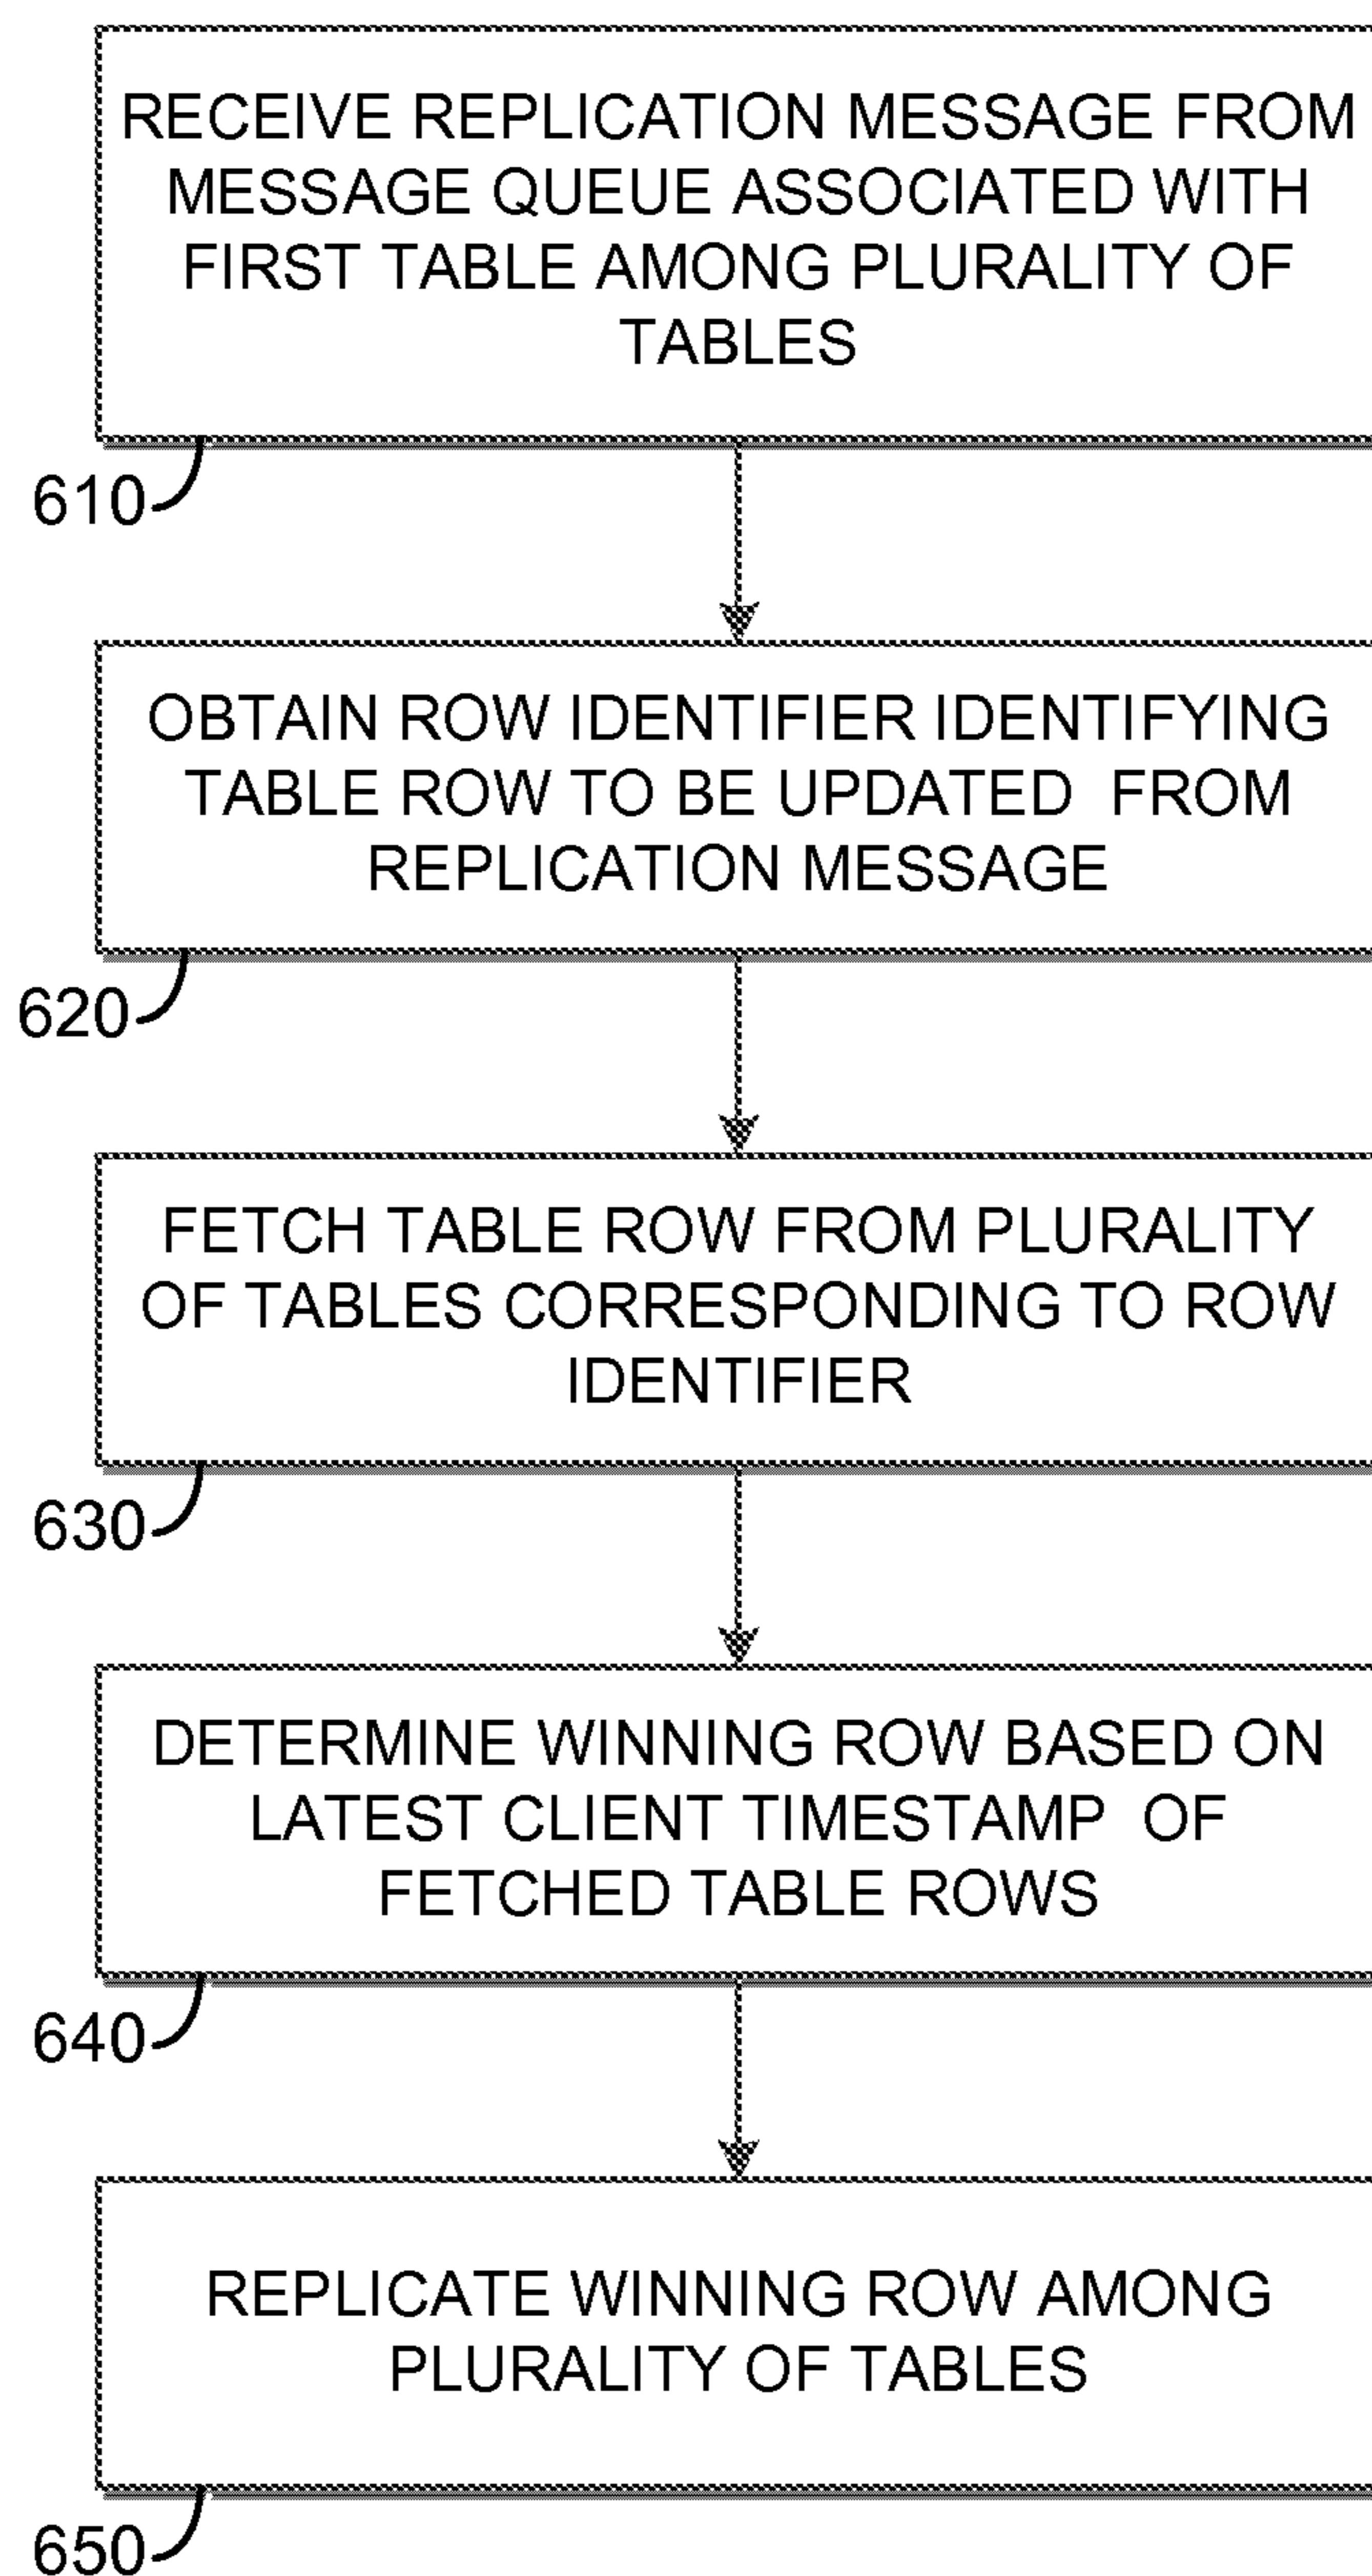 RECEIVE REPLICATION MESSAGE FROM
MESSAGE QUEUE ASSOCIATED WITH
FIRST TABLE AMONG PLURALITY OF
TABLES
610
OBTAIN ROW IDENTIFIER IDENTIFYING
TABLE ROW TO BE UPDATED FROM
REPLICATION MESSAGE
620
FETCH TABLE ROW FROM PLURALITY
OF TABLES CORRESPONDING TO ROW
IDENTIFIER
630
DETERMINE WINNING ROW BASED ON
LATEST CLIENT TIMESTAMP OF
FETCHED TABLE ROWS
640
REPLICATE WINNING ROW AMONG
PLURALITY OF TABLES
650